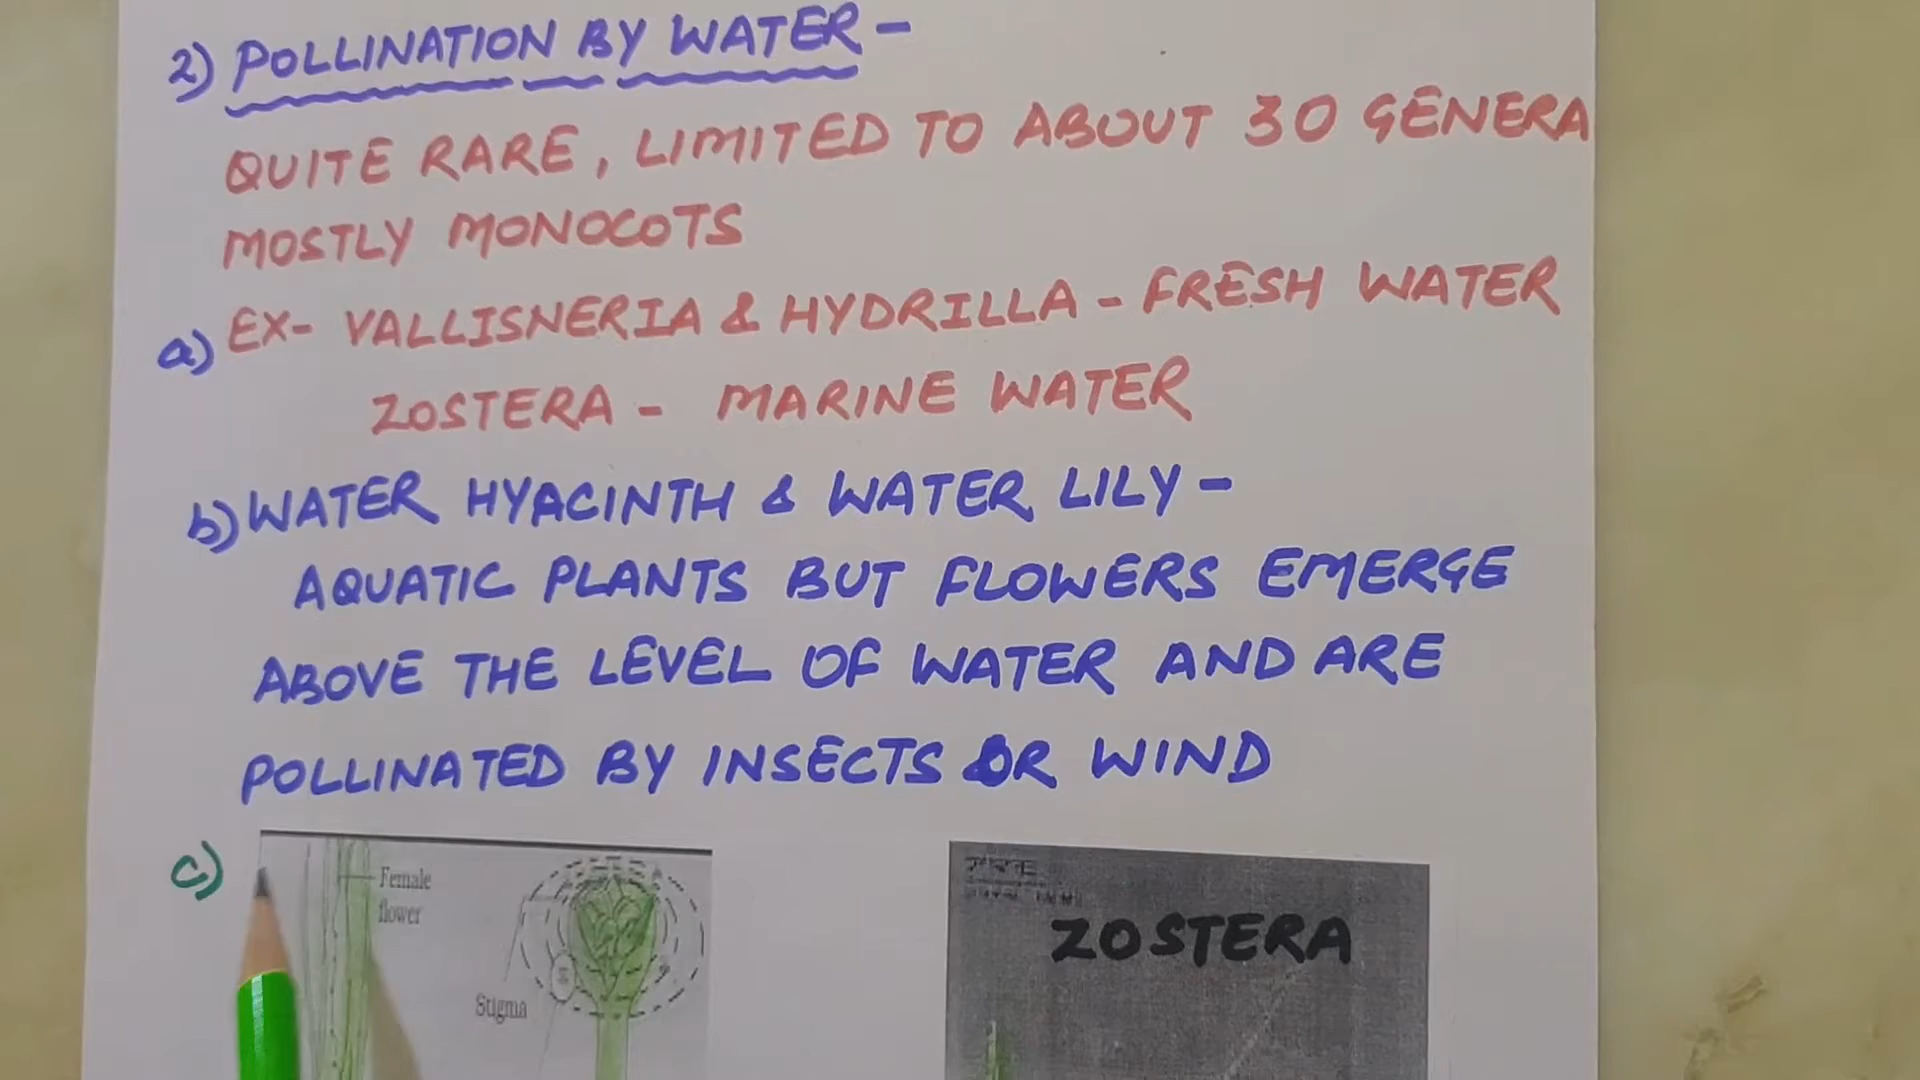 2) POLLINATION BY WATER -
QUITE RARE, LIMITED TO ABOUT 30 GENERA
MOSTLY MONOCOTS
a) EX- VALLISNERIA & HYDRILLA - FRESH WATER
ZOSTERA - MARINE WATER
b) WATER HYACINTH & WATER LILY -
AQUATIC PLANTS BUT FLOWERS EMERGE
ABOVE THE LEVEL OF WATER AND ARE
POLLINATED BY INSECTS OR WIND
c)
Female
flower
Stigma
ZOSTERA